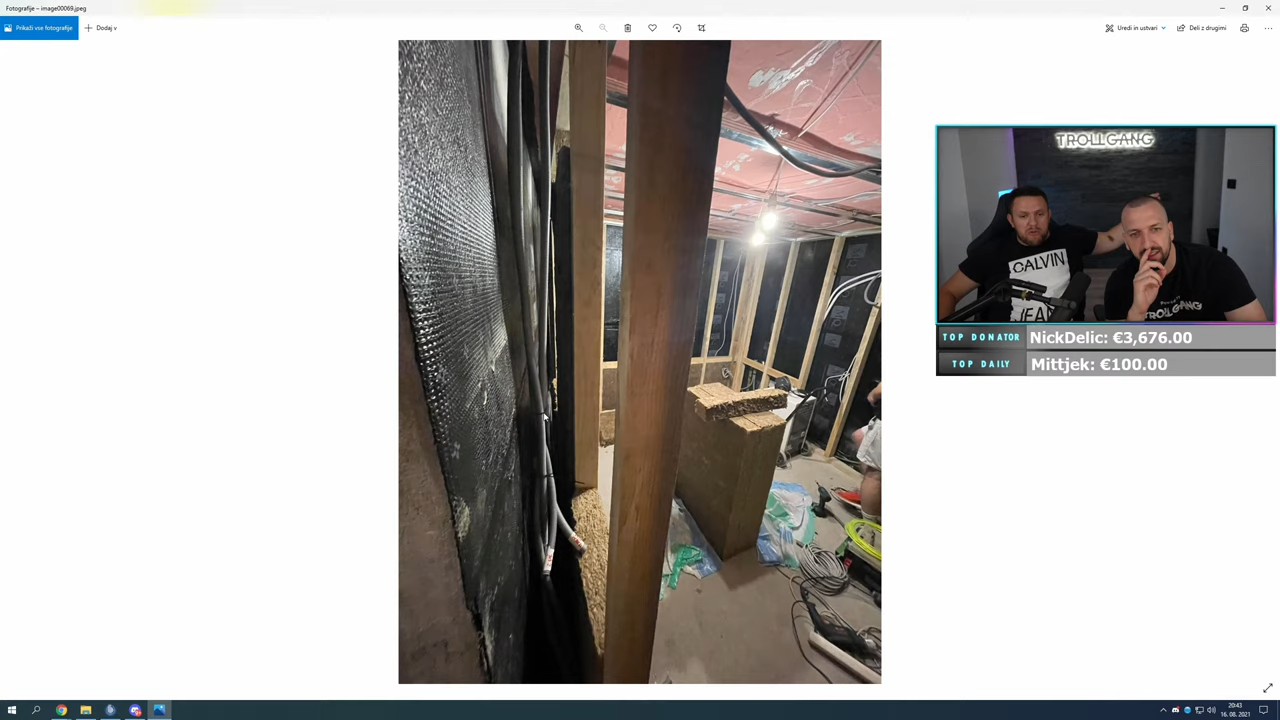 Fotografije – image00069.jpeg
Prikaži vse fotografije
Dodaj v
Uredi in ustvari
Deli z drugimi
TROLLGANG
CALVIN
TROLLGANG
TOP DONATOR
NickDelic: €3,676.00
TOP DAILY
Mittjek: €100.00
20:43
16. 08. 2021